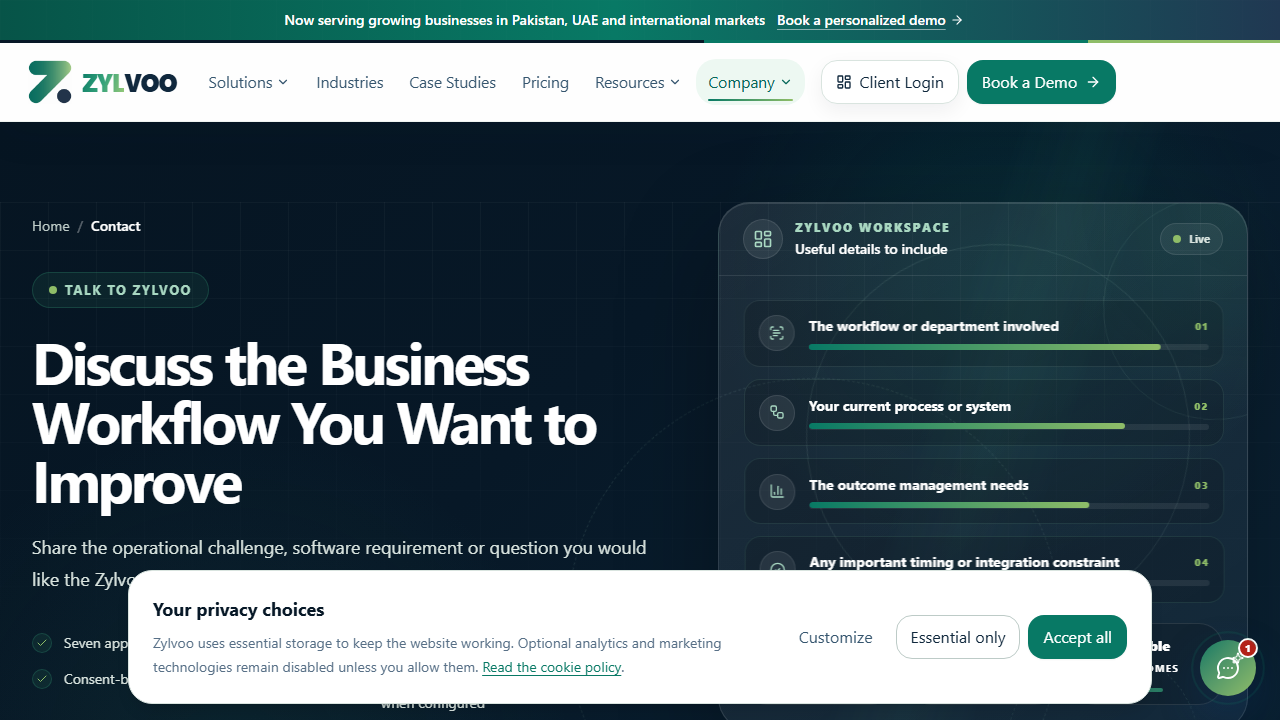 Now serving growing businesses in Pakistan, UAE and international markets Book a personalized demo →
ZYLVOO Solutions Industries Case Studies Pricing Resources Company Client Login Book a Demo →
Home / Contact
TALK TO ZYLVOO
Discuss the Business
Workflow You Want to
Improve
Share the operational challenge, software requirement or question you would
like the
Seven app
Consent-b
when configured
ZYLVOO WORKSPACE
Useful details to include
Live
The workflow or department involved 01
Your current process or system 02
The outcome management needs 03
Any important timing or integration constraint 04
Your privacy choices
Zylvoo uses essential storage to keep the website working. Optional analytics and marketing
technologies remain disabled unless you allow them. Read the cookie policy.
Customize Essential only Accept all
1